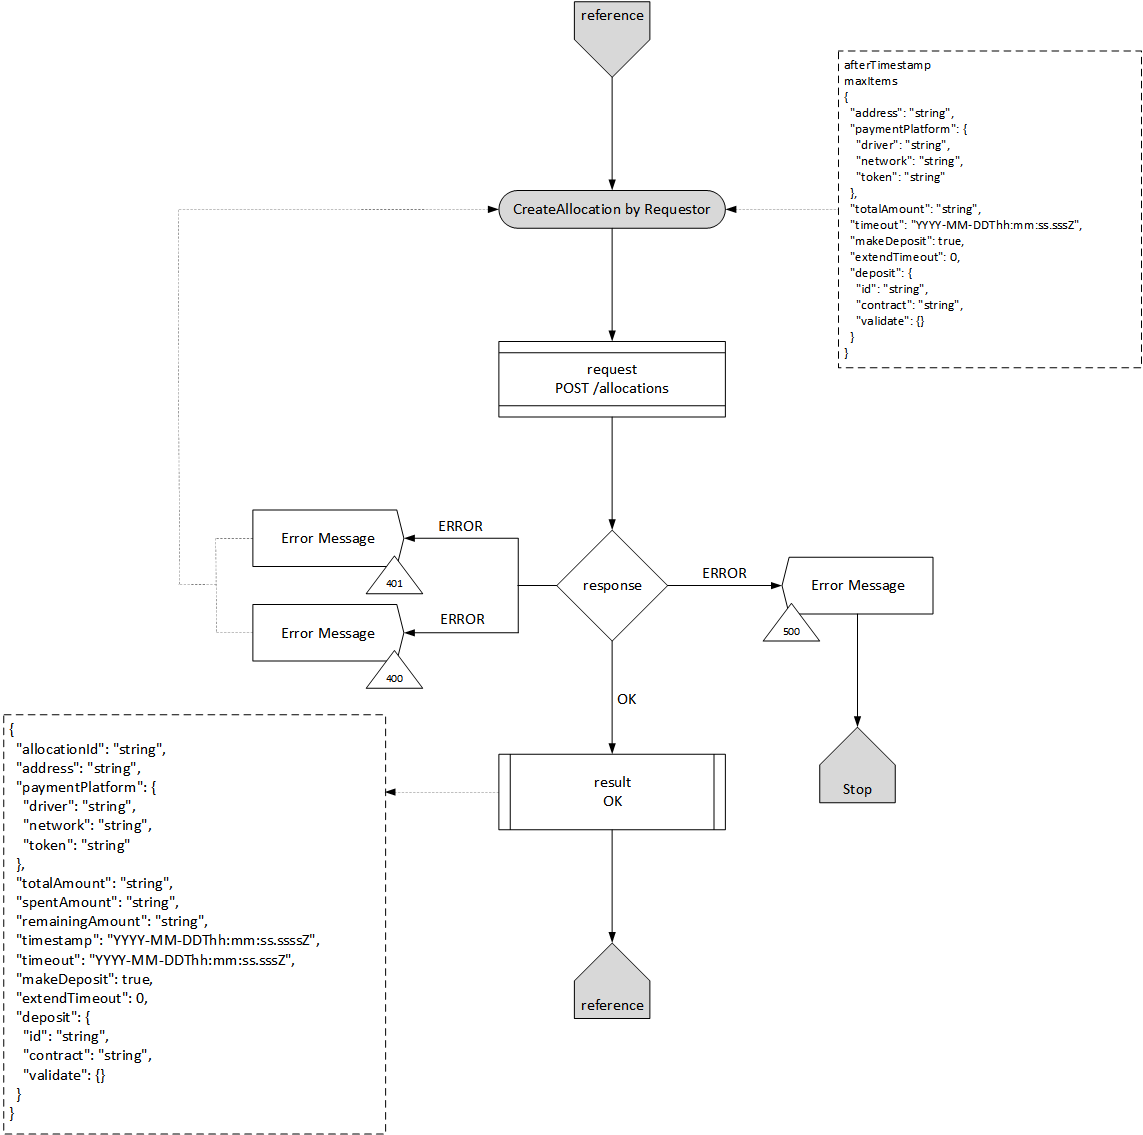 reference
afterTimestamp
maxItems
{
"address": "string",
"paymentPlatform": {
"driver": "string",
"network": "string",
"token": "string"
},
"totalAmount": "string",
"timeout": "YYYY-MM-DDThh:mm:ss.sssZ",
"makeDeposit": true,
"extendTimeout": 0,
"deposit": {
"id": "string",
"contract": "string",
"validate": {}
}
}
CreateAllocation by Requestor
request
POST /allocations
ERROR
Error Message
401
response
ERROR
Error Message
500
ERROR
Error Message
400
OK
Stop
result
OK
{
"allocationId": "string",
"address": "string",
"paymentPlatform": {
"driver": "string",
"network": "string",
"token": "string"
},
"totalAmount": "string",
"spentAmount": "string",
"remainingAmount": "string",
"timestamp": "YYYY-MM-DDThh:mm:ss.ssssZ",
"timeout": "YYYY-MM-DDThh:mm:ss.sssZ",
"makeDeposit": true,
"extendTimeout": 0,
"deposit": {
"id": "string",
"contract": "string",
"validate": {}
}
}
reference